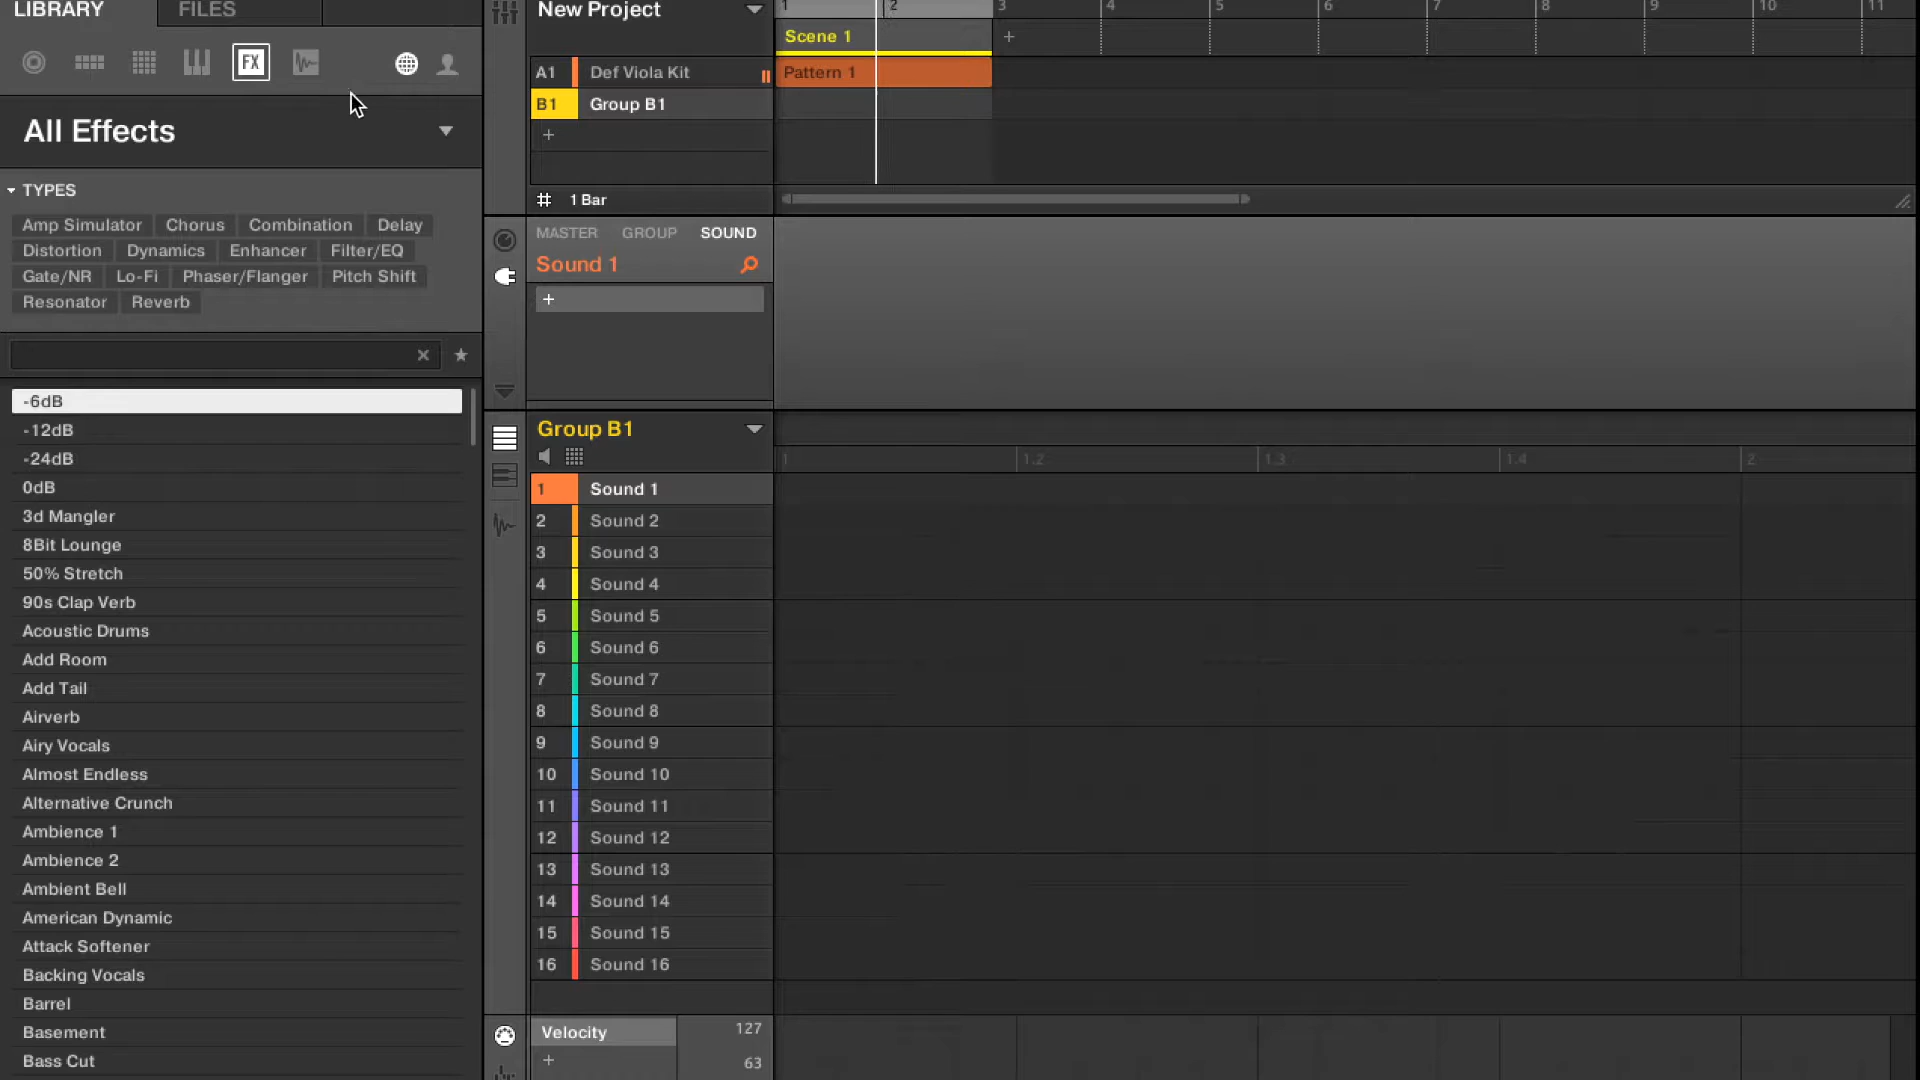 LIBRARY FILES
FX
All Effects
TYPES
Amp Simulator Chorus Combination Delay
Distortion Dynamics Enhancer Filter/EQ
Gate/NR Lo-Fi Phaser/Flanger Pitch Shift
Resonator Reverb
-6dB
-12dB
-24dB
0dB
3d Mangler
8Bit Lounge
50% Stretch
90s Clap Verb
Acoustic Drums
Add Room
Add Tail
Airverb
Airy Vocals
Almost Endless
Alternative Crunch
Ambience 1
Ambience 2
Ambient Bell
American Dynamic
Attack Softener
Backing Vocals
Barrel
Basement
Bass Cut
New Project
1 2 3 4 5 6 7 8 9 10 11
Scene 1 +
A1 Def Viola Kit Pattern 1
B1 Group B1
+
1 Bar
MASTER GROUP SOUND
Sound 1
+
Group B1
1 1.2 1.3 1.4 2
1 Sound 1
2 Sound 2
3 Sound 3
4 Sound 4
5 Sound 5
6 Sound 6
7 Sound 7
8 Sound 8
9 Sound 9
10 Sound 10
11 Sound 11
12 Sound 12
13 Sound 13
14 Sound 14
15 Sound 15
16 Sound 16
Velocity 127
+ 63